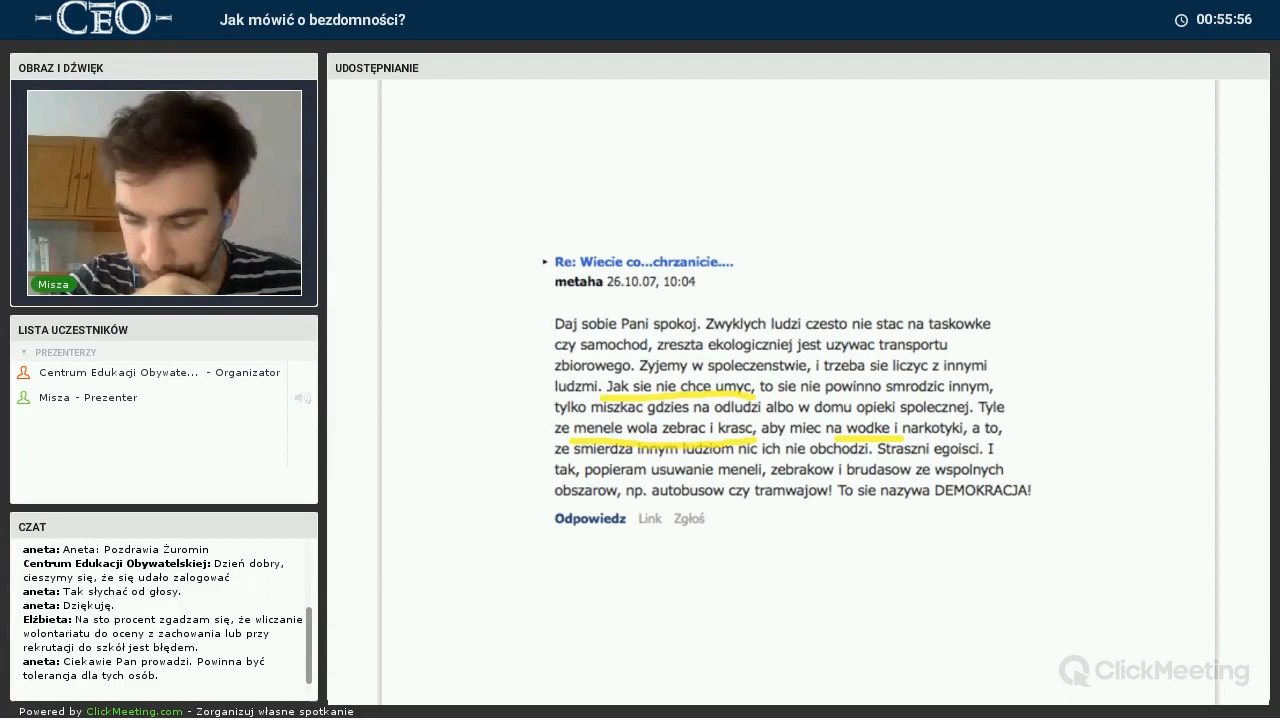 CEO
Jak mówić o bezdomności?
00:55:56
OBRAZ I DŹWIĘK
Misza
LISTA UCZESTNIKÓW
PREZENTERZY
Centrum Edukacji Obywate... - Organizator
Misza - Prezenter
CZAT
aneta: Aneta: Pozdrawia Żuromin
Centrum Edukacji Obywatelskiej: Dzień dobry,
cieszymy się, że się udało zalogować
aneta: Tak słychać od głosy.
aneta: Dziękuję.
Elżbieta: Na sto procent zgadzam się, że wliczanie
wolontariatu do oceny z zachowania lub przy
rekrutacji do szkół jest błędem.
aneta: Ciekawie Pan prowadzi. Powinna być
tolerancja dla tych osób.
Powered by ClickMeeting.com - Zorganizuj własne spotkanie
UDOSTĘPNIANIE
Re: Wiecie co...chrzanicie....
metaha 26.10.07, 10:04
Daj sobie Pani spokoj. Zwyklych ludzi czesto nie stac na taskowke
czy samochod, zreszta ekologiczniej jest uzywac transportu
zbiorowego. Zyjemy w spoleczenstwie, i trzeba sie liczyc z innymi
ludzmi. Jak sie nie chce umyc, to sie nie powinno smrodzic innym,
tylko miszkac gdzies na odludzi albo w domu opieki spolecznej. Tyle
ze menele wola zebrac i krasc, aby miec na wodke i narkotyki, a to,
ze smierdza innym ludziom nic ich nie obchodzi. Straszni egoisci. I
tak, popieram usuwanie meneli, zebrakow i brudasow ze wspolnych
obszarow, np. autobusow czy tramwajow! To sie nazywa DEMOKRACJA!
Odpowiedz Link Zgłoś
ClickMeeting